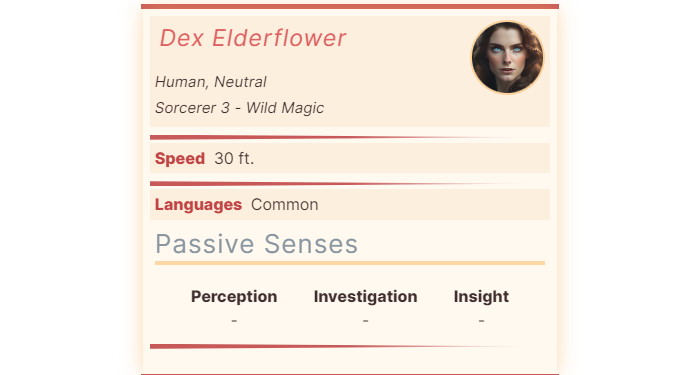 Dex Elderflower
Human, Neutral
Sorcerer 3 - Wild Magic
Speed 30 ft.
Languages Common
Passive Senses
Perception Investigation Insight
- - -